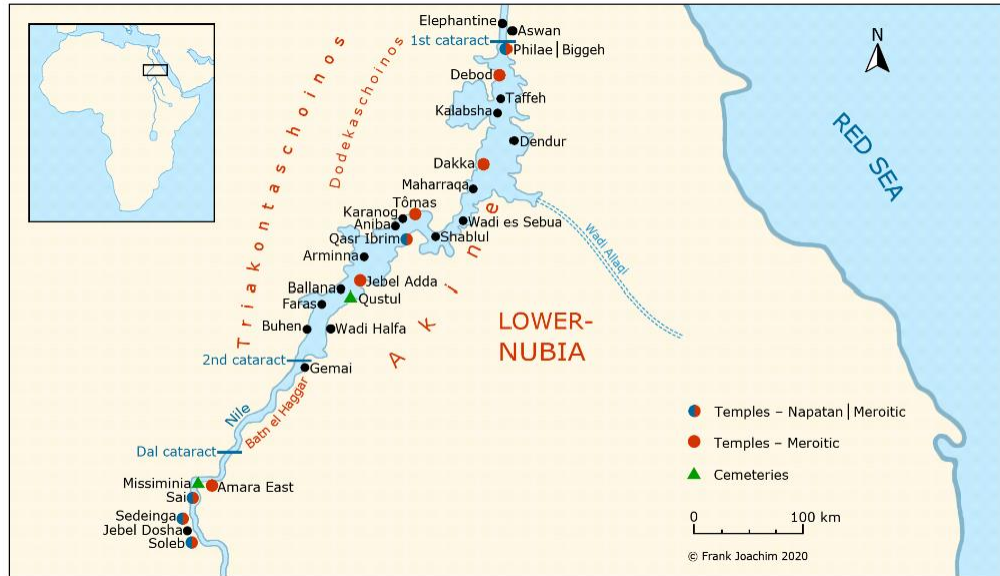 Elephantine
Aswan
1st cataract
Philae | Biggeh
Debod
Taffeh
Kalabsha
Dendur
Dakka
Maharraqa
Tômas
Karanog
Aniba
Wadi es Sebua
Qasr Ibrim
Shablul
Arminna
Jebel Adda
Ballana
Qustul
Faras
Buhen
Wadi Halfa
2nd cataract
Gemai
Batn el Haggar
Nile
Dal cataract
Missiminia
Amara East
Sai
Sedeinga
Jebel Dosha
Soleb
Triakontaschoinos
Dodekaschoinos
Akine
Wadi Allaqi
LOWER-
NUBIA
N
RED SEA
Temples – Napatan | Meroitic
Temples – Meroitic
Cemeteries
0 100 km
© Frank Joachim 2020